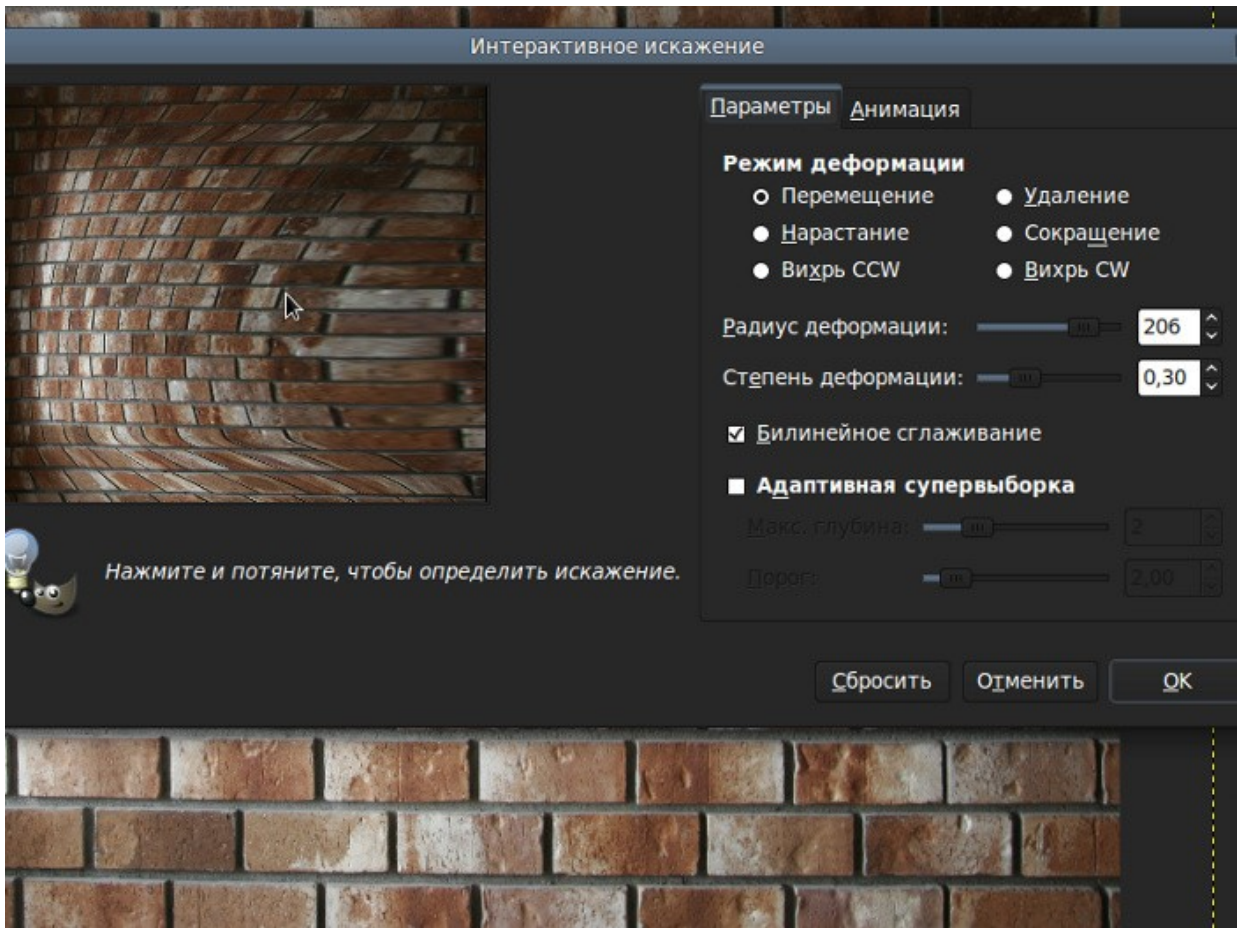 Интерактивное искажение
Параметры Анимация
Режим деформации
Перемещение Удаление
Нарастание Сокращение
Вихрь CCW Вихрь CW
Радиус деформации: 206
Степень деформации: 0,30
Билинейное сглаживание
Адаптивная супервыборка
Макс. глубина: 2
Порог: 2,00
Нажмите и потяните, чтобы определить искажение.
Сбросить Отменить OK